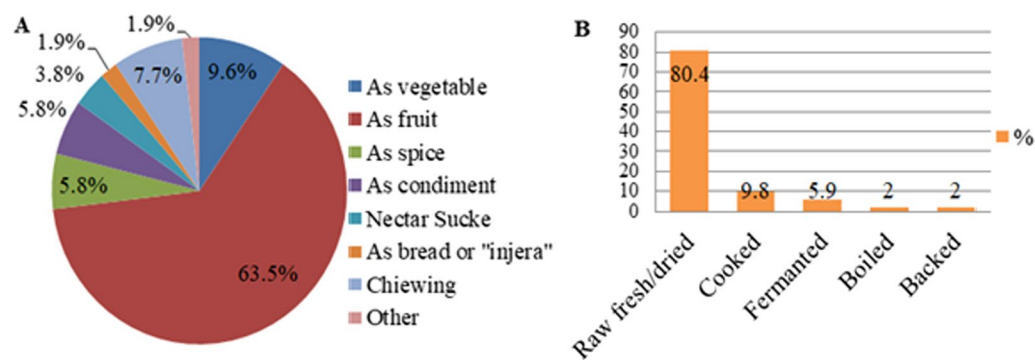 A
1.9%
1.9%
3.8%
5.8%
7.7%
9.6%
5.8%
63.5%
As vegetable
As fruit
As spice
As condiment
Nectar Sucke
As bread or "injera"
Chiewing
Other
B
90
80
70
60
50
40
30
20
10
0
80.4
9.8
5.9
2
2
Raw fresh/dried
Cooked
Fermanted
Boiled
Backed
%